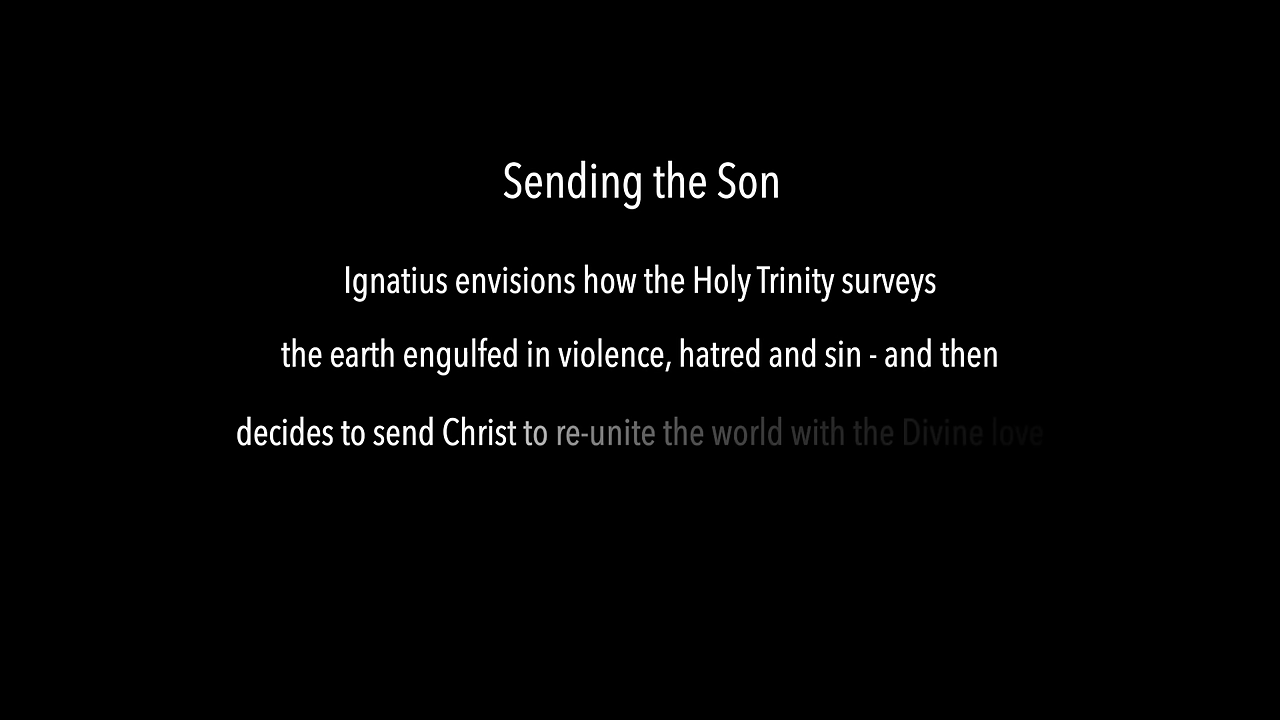 Sending the Son
Ignatius envisions how the Holy Trinity surveys
the earth engulfed in violence, hatred and sin - and then
decides to send Christ to re-unite the world with the Divine love